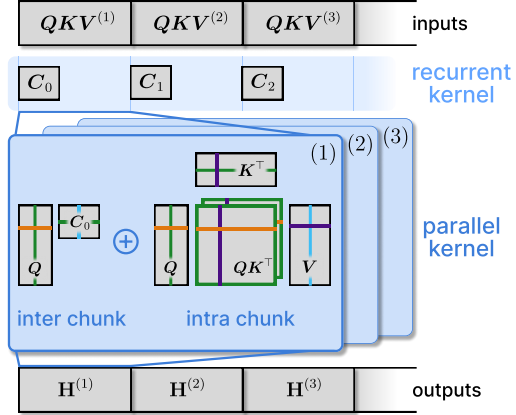 QKV⁽¹⁾ QKV⁽²⁾ QKV⁽³⁾ inputs
C₀ C₁ C₂ recurrent kernel
(1) (2) (3)
K⊤
C₀
Q + Q QK⊤ V
parallel kernel
inter chunk intra chunk
H⁽¹⁾ H⁽²⁾ H⁽³⁾ outputs